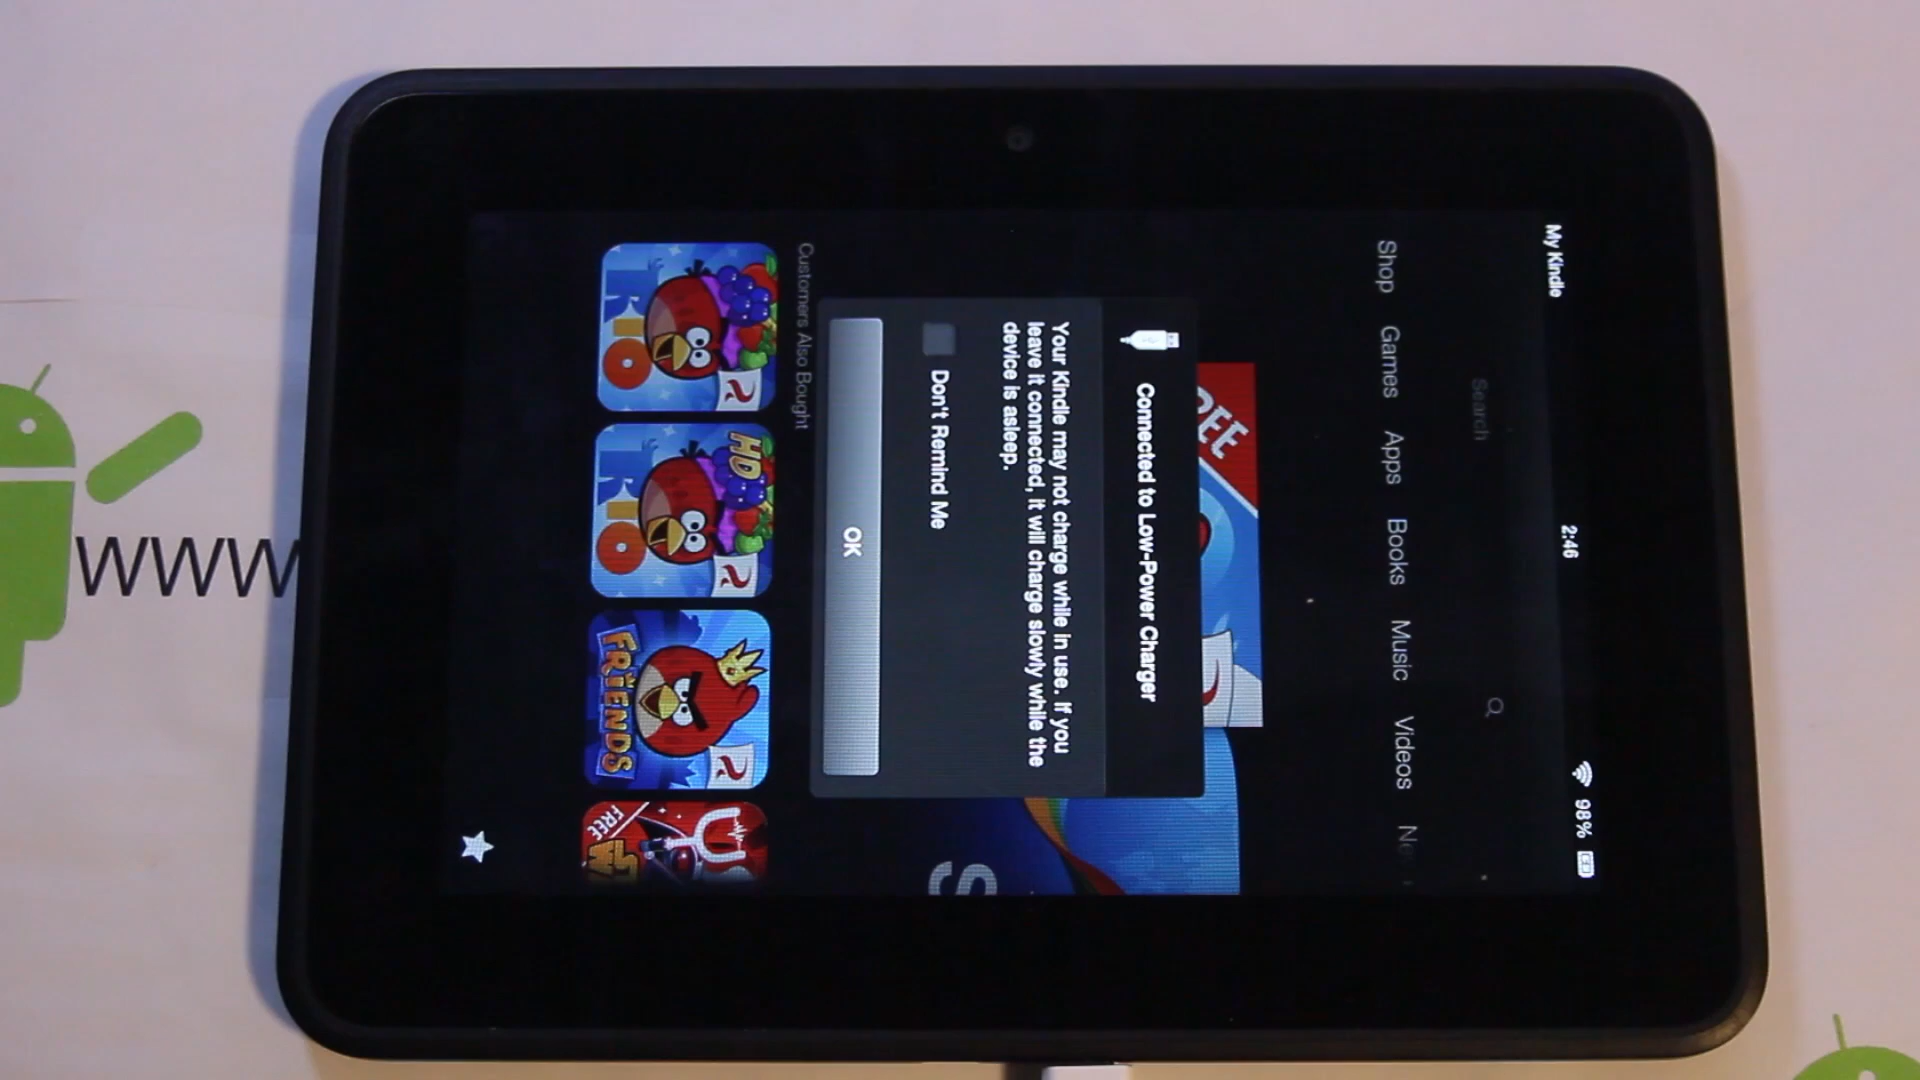 My Kindle 2:46 98%
Search
Shop Games Apps Books Music Videos
REE
Connected to Low-Power Charger
Your Kindle may not charge while in use. If you
leave it connected, it will charge slowly while the
device is asleep.
Don't Remind Me
OK
S
Customers Also Bought
RIO
HD
RIO
FRIENDS
FREE
WWW